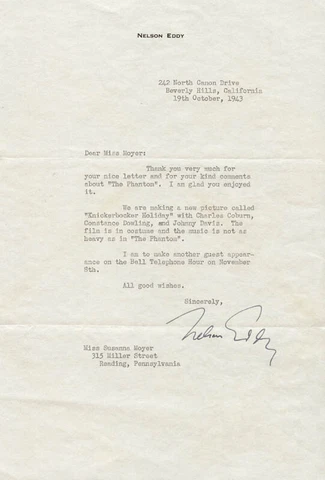 NELSON EDDY
242 North Canon Drive
Beverly Hills, California
19th October, 1943
Dear Miss Moyer:
Thank you very much for
your nice letter and for your kind comments
about "The Phantom". I am glad you enjoyed
it.
We are making a new picture called
"Knickerbocker Holiday" with Charles Coburn,
Constance Dowling, and Johnny Davis. The
film is in costume and the music is not as
heavy as in "The Phantom".
I am to make another guest appear-
ance on the Bell Telephone Hour on November
8th.
All good wishes.
Sincerely,
Nelson Eddy
Miss Susanna Moyer
315 Miller Street
Reading, Pennsylvania